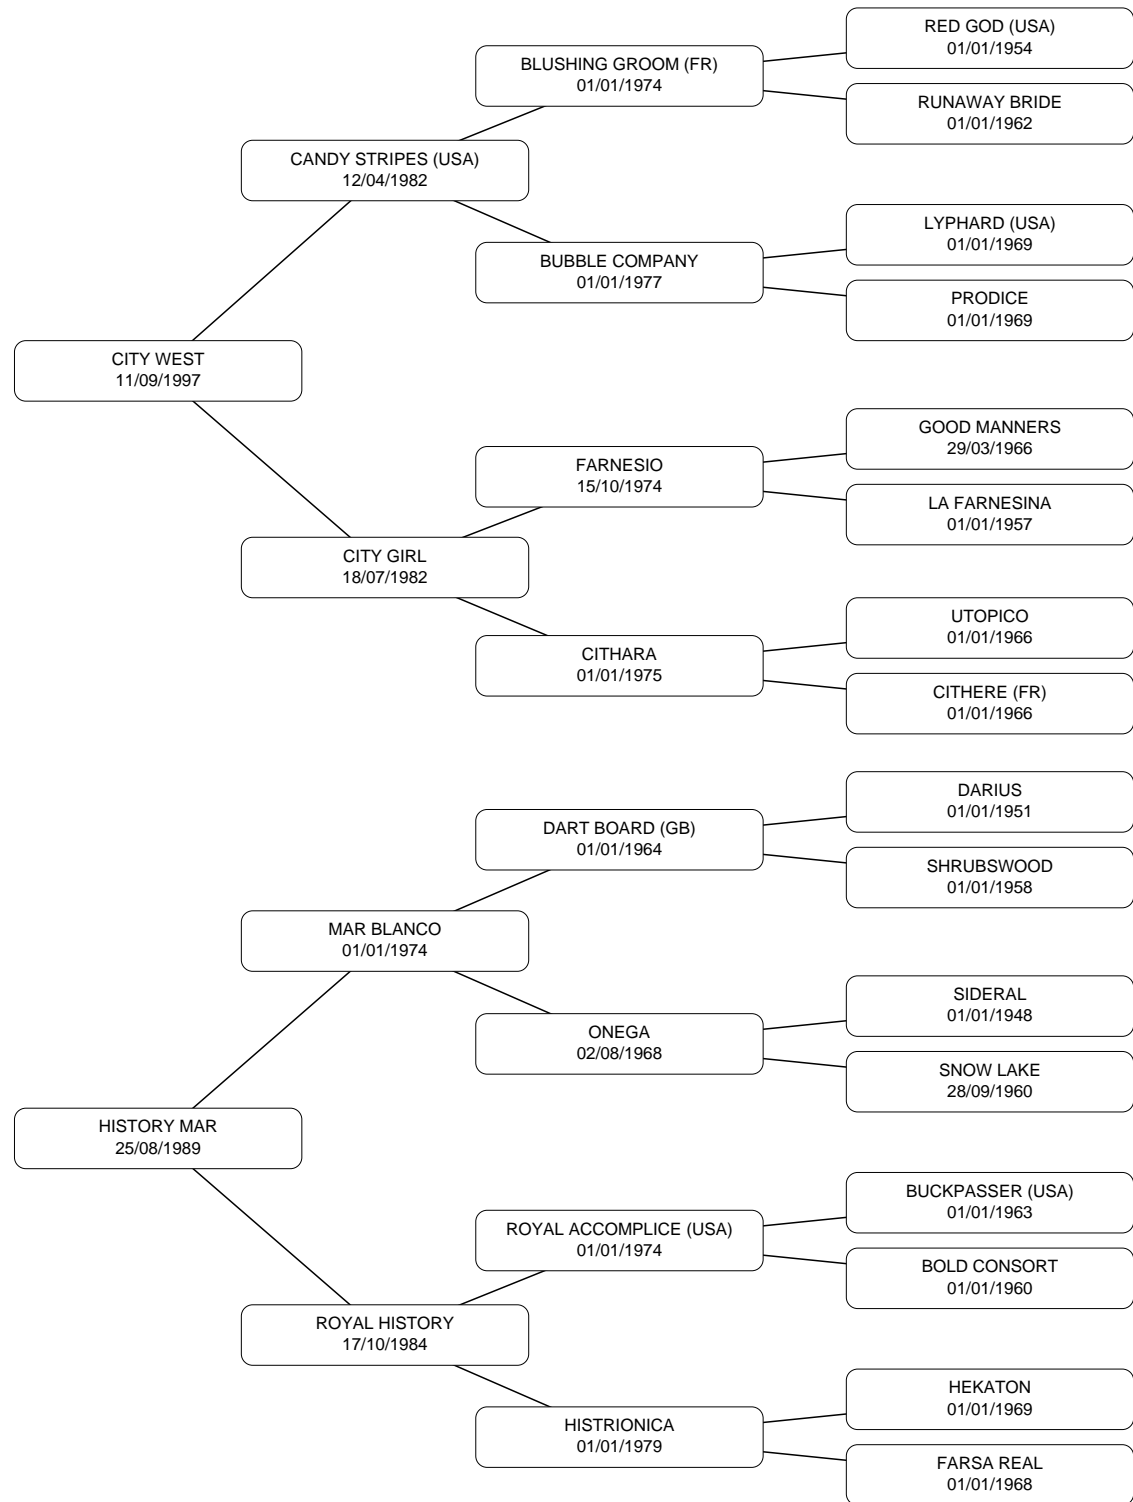 RED GOD (USA)
01/01/1954
BLUSHING GROOM (FR)
01/01/1974
RUNAWAY BRIDE
01/01/1962
CANDY STRIPES (USA)
12/04/1982
LYPHARD (USA)
01/01/1969
BUBBLE COMPANY
01/01/1977
PRODICE
01/01/1969
CITY WEST
11/09/1997
GOOD MANNERS
29/03/1966
FARNESIO
15/10/1974
LA FARNESINA
01/01/1957
CITY GIRL
18/07/1982
UTOPICO
01/01/1966
CITHARA
01/01/1975
CITHERE (FR)
01/01/1966
DARIUS
01/01/1951
DART BOARD (GB)
01/01/1964
SHRUBSWOOD
01/01/1958
MAR BLANCO
01/01/1974
SIDERAL
01/01/1948
ONEGA
02/08/1968
SNOW LAKE
28/09/1960
HISTORY MAR
25/08/1989
BUCKPASSER (USA)
01/01/1963
ROYAL ACCOMPLICE (USA)
01/01/1974
BOLD CONSORT
01/01/1960
ROYAL HISTORY
17/10/1984
HEKATON
01/01/1969
HISTRIONICA
01/01/1979
FARSA REAL
01/01/1968